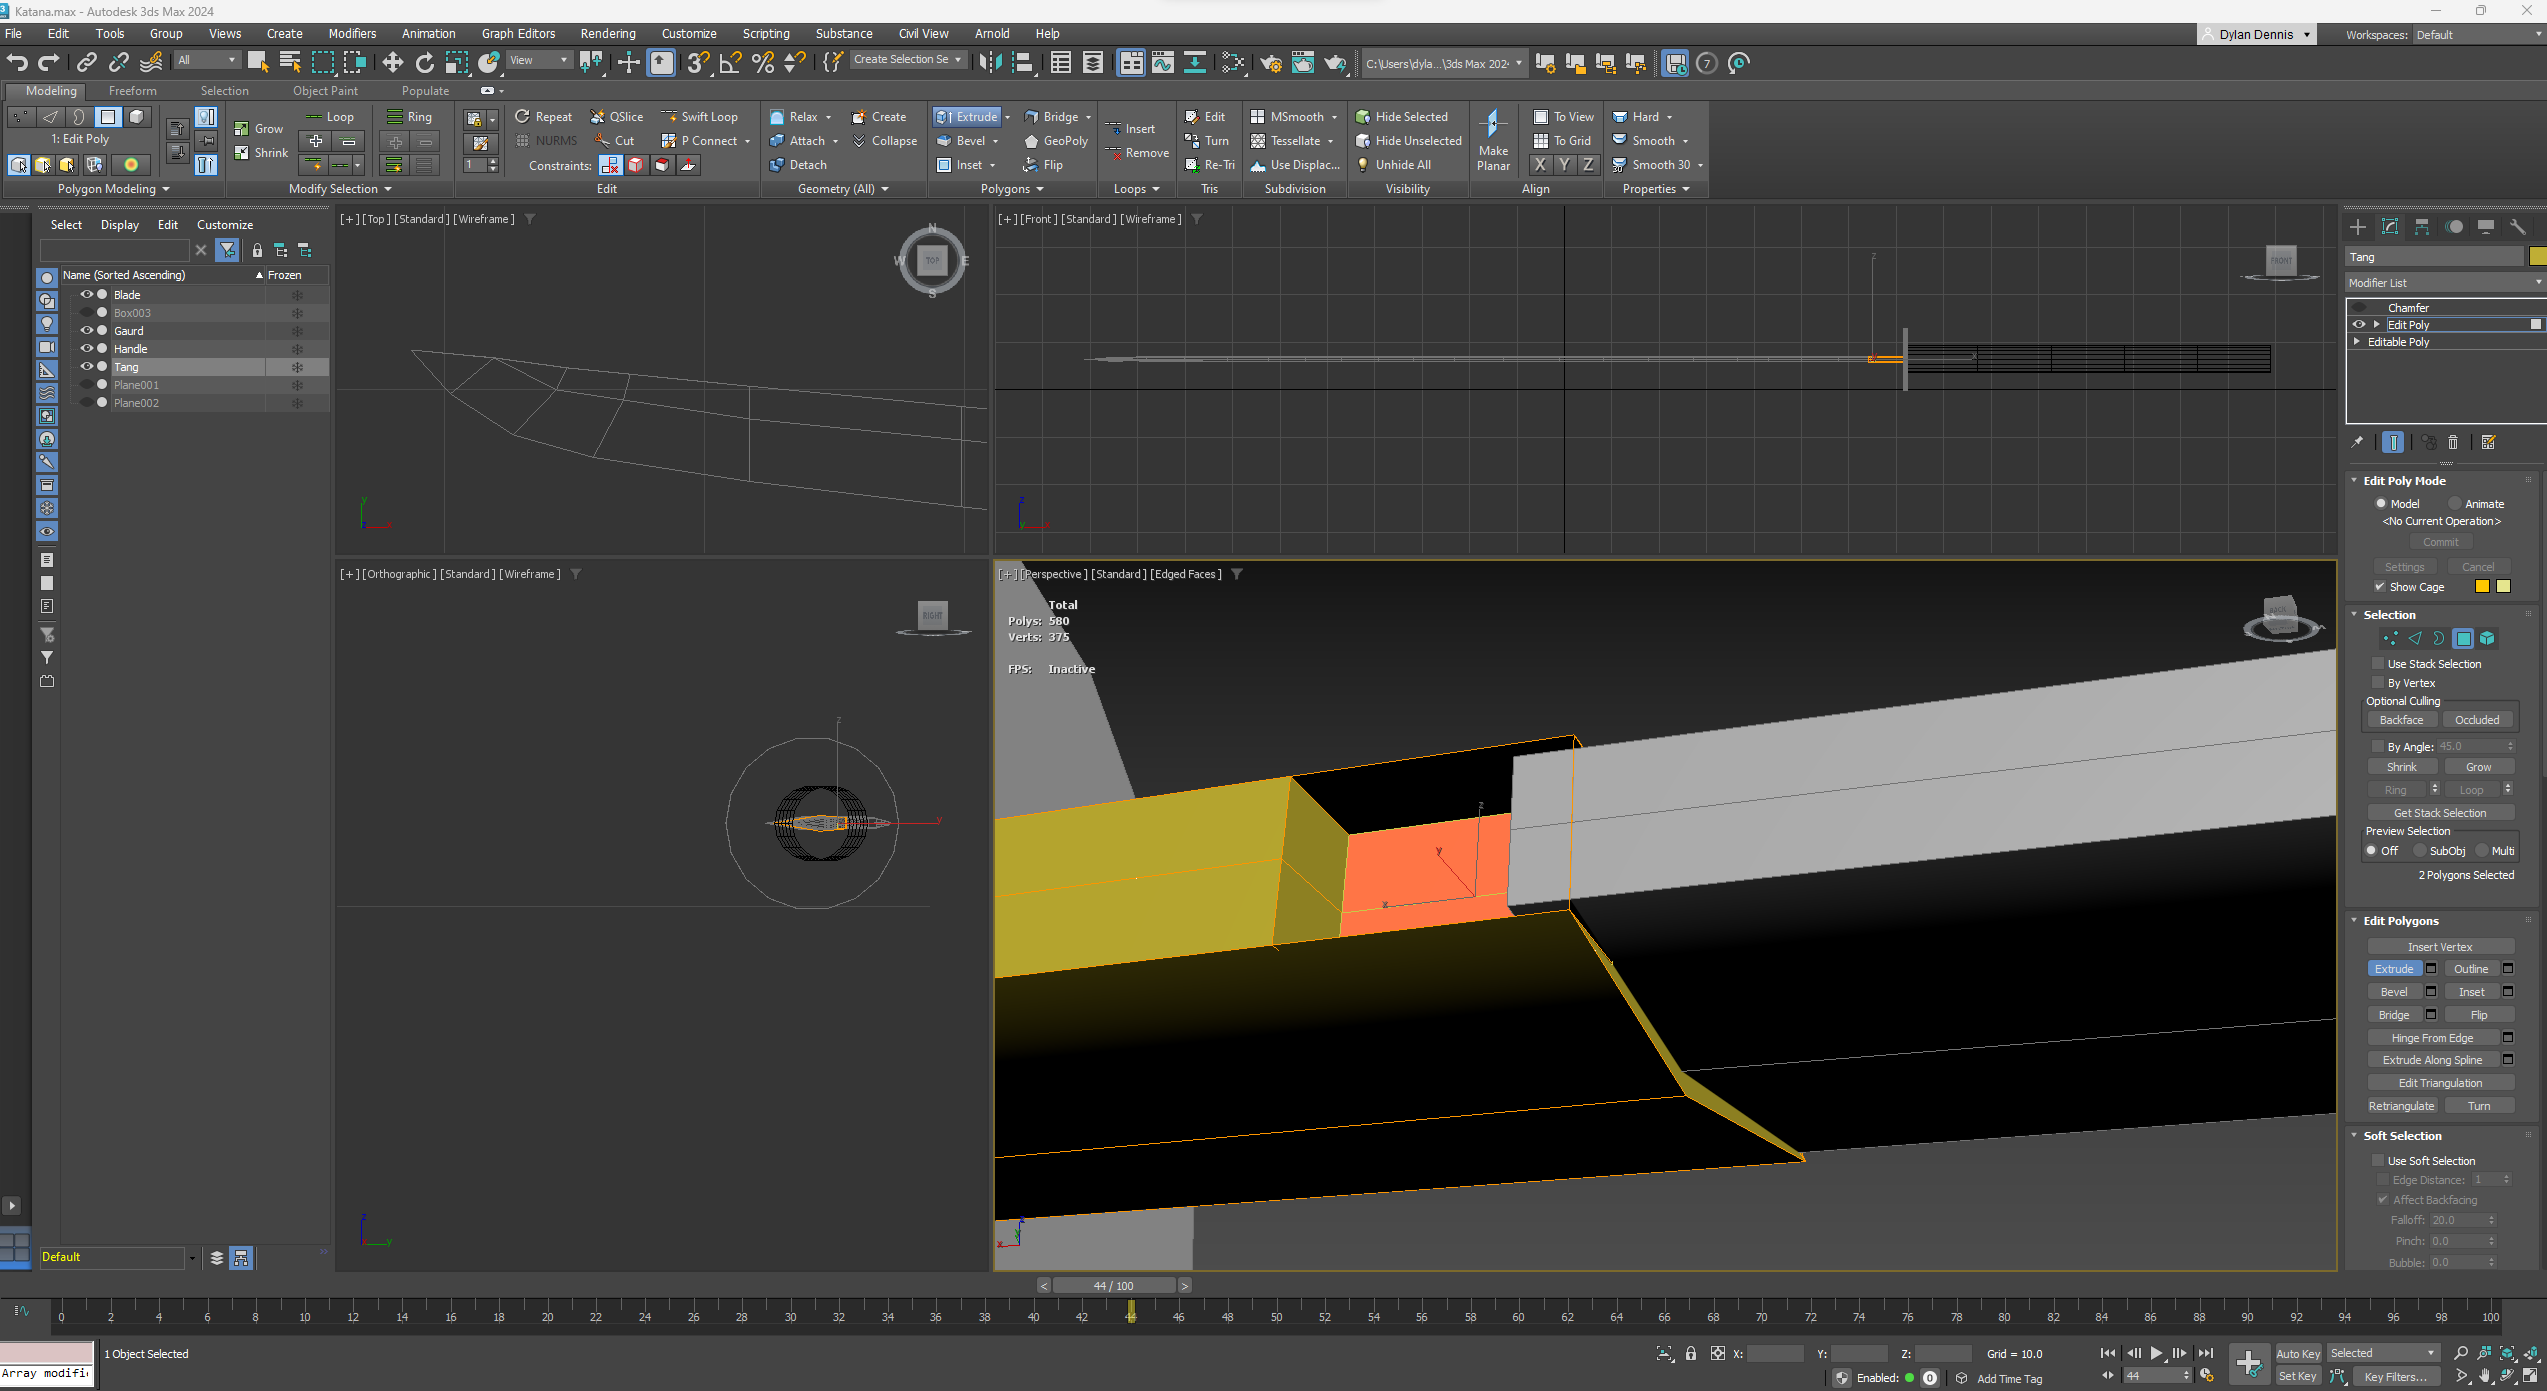 Katana.max - Autodesk 3ds Max 2024
File Edit Tools Group Views Create Modifiers Animation Graph Editors Rendering Customize Scripting Substance Civil View Arnold Help
Dylan Dennis
Workspaces: Default
All
View
Create Selection Se
C:\Users\dyla...\3ds Max 202
7
Modeling Freeform Selection Object Paint Populate
Loop Ring Repeat QSlice Swift Loop Relax Create Extrude Bridge Insert Edit MSmooth Hide Selected To View Hard
1: Edit Poly Grow NURMS Cut P Connect Attach Collapse Bevel GeoPoly Remove Turn Tessellate Hide Unselected Make Planar To Grid Smooth
Shrink 1 Constraints: Detach Inset Flip Re-Tri Use Displac... Unhide All X Y Z Smooth 30
Polygon Modeling Modify Selection Edit Geometry (All) Polygons Loops Tris Subdivision Visibility Align Properties
Select Display Edit Customize
Name (Sorted Ascending) Frozen
Blade
Box003
Gaurd
Handle
Tang
Plane001
Plane002
Default
[+] [Top] [Standard] [Wireframe]
N
W TOP E
S
y
z x
[+] [Front] [Standard] [Wireframe]
FRONT
z
x
z
y x
[+] [Orthographic] [Standard] [Wireframe]
RIGHT
z
y
z
y
[+] [Perspective] [Standard] [Edged Faces]
Total
Polys: 580
Verts: 375
FPS: Inactive
BACK
z
y
x
z
y
x
Tang
Modifier List
Chamfer
Edit Poly
Editable Poly
Edit Poly Mode
Model Animate
<No Current Operation>
Commit
Settings Cancel
Show Cage
Selection
Use Stack Selection
By Vertex
Optional Culling
Backface Occluded
By Angle: 45.0
Shrink Grow
Ring Loop
Get Stack Selection
Preview Selection
Off SubObj Multi
2 Polygons Selected
Edit Polygons
Insert Vertex
Extrude Outline
Bevel Inset
Bridge Flip
Hinge From Edge
Extrude Along Spline
Edit Triangulation
Retriangulate Turn
Soft Selection
Use Soft Selection
Edge Distance: 1
Affect Backfacing
Falloff: 20.0
Pinch: 0.0
Bubble: 0.0
< 44 / 100 >
0 2 4 6 8 10 12 14 16 18 20 22 24 26 28 30 32 34 36 38 40 42 44 46 48 50 52 54 56 58 60 62 64 66 68 70 72 74 76 78 80 82 84 86 88 90 92 94 96 98 100
1 Object Selected
X: Y: Z: Grid = 10.0
Auto Key Selected
Array modifi
Enabled: 0 Add Time Tag
44
Set Key Key Filters...